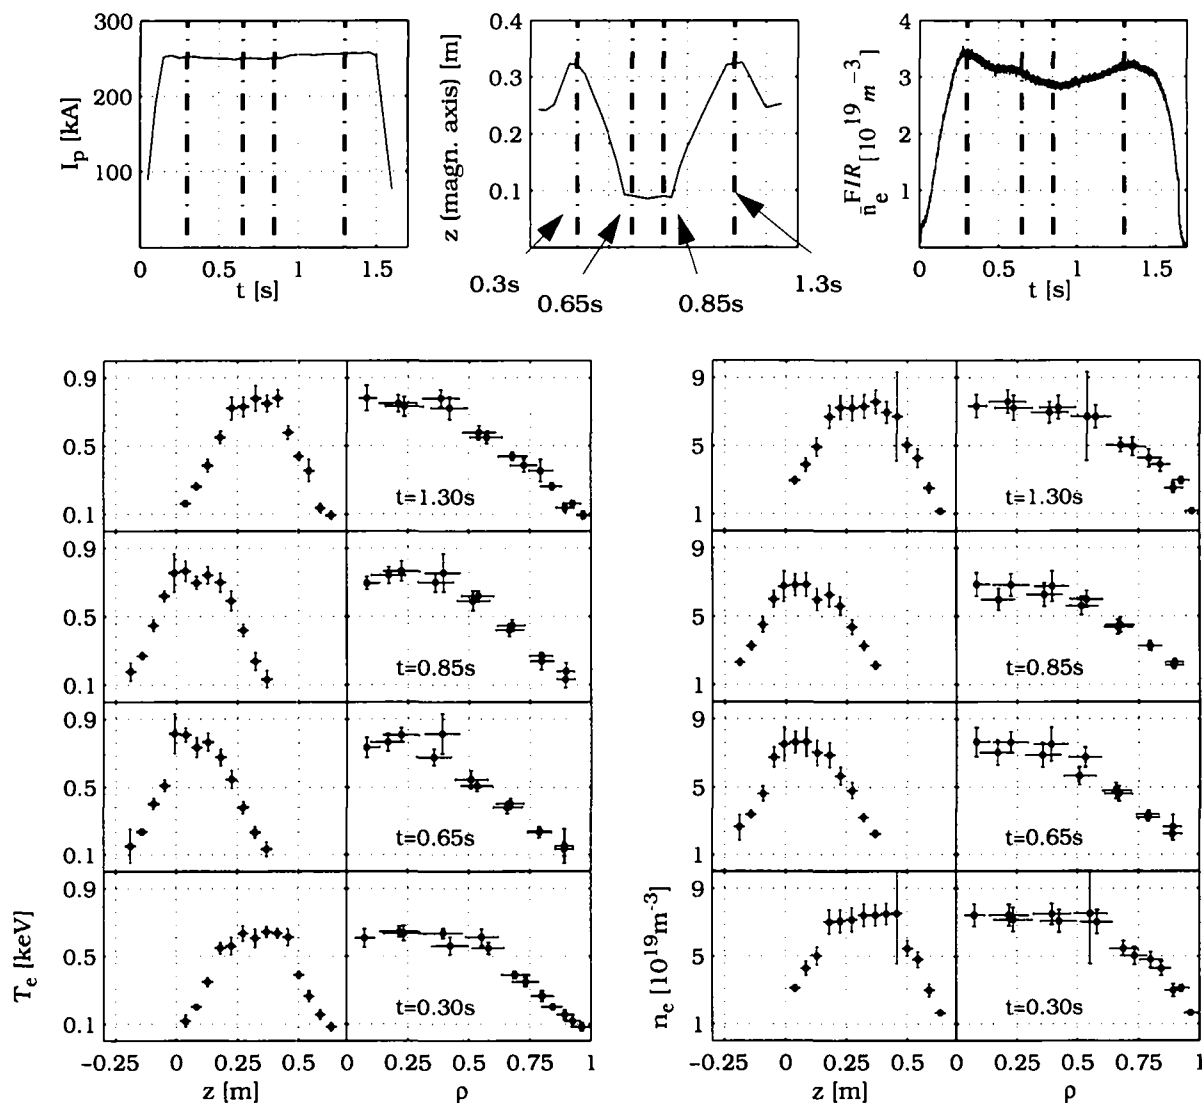 300
200
100
I_p [kA]
0
0.5
1
1.5
t [s]
0.4
0.3
0.2
0.1
z (magn. axis) [m]
0.3s
0.65s
0.85s
1.3s
4
3
2
1
n̄_e^FIR [10^19 m^-3]
0
0.5
1
1.5
t [s]
0.9
0.5
0.1
t=1.30s
0.9
0.5
0.1
t=0.85s
0.9
0.5
0.1
t=0.65s
0.9
0.5
0.1
t=0.30s
T_e [keV]
-0.25
0
0.25
0.50
0
0.25
0.50
0.75
1
z [m]
ρ
9
5
1
t=1.30s
9
5
1
t=0.85s
9
5
1
t=0.65s
9
5
1
t=0.30s
n_e [10^19 m^-3]
-0.25
0
0.25
0.50
0
0.25
0.50
0.75
1
z [m]
ρ